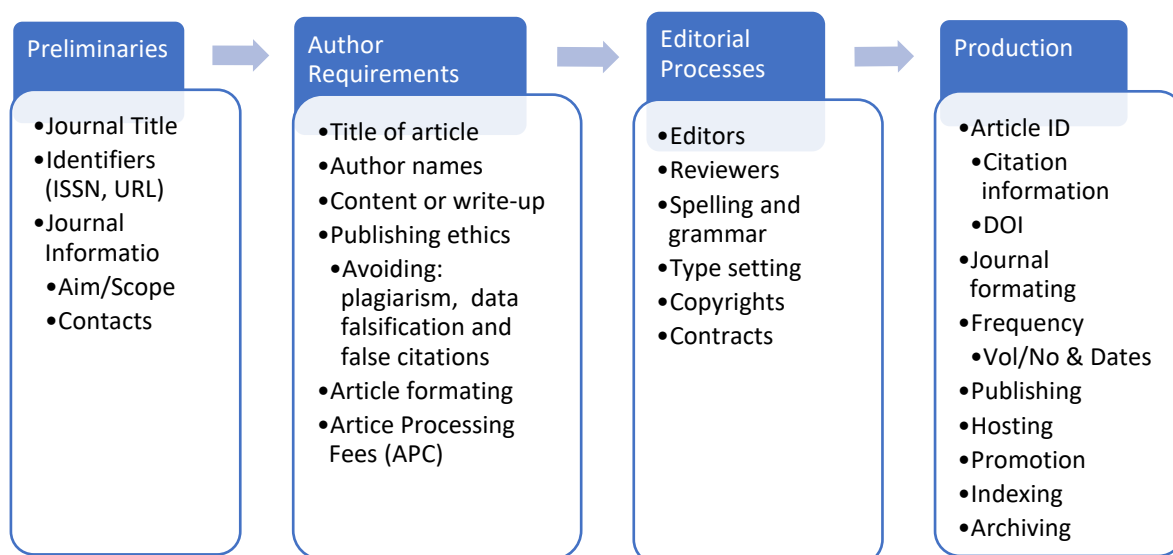 Preliminaries
•Journal Title
•Identifiers
(ISSN, URL)
•Journal
Informatio
•Aim/Scope
•Contacts
Author
Requirements
•Title of article
•Author names
•Content or write-up
•Publishing ethics
•Avoiding:
plagiarism, data
falsification and
false citations
•Article formating
•Artice Processing
Fees (APC)
Editorial
Processes
•Editors
•Reviewers
•Spelling and
grammar
•Type setting
•Copyrights
•Contracts
Production
•Article ID
•Citation
information
•DOI
•Journal
formating
•Frequency
•Vol/No & Dates
•Publishing
•Hosting
•Promotion
•Indexing
•Archiving